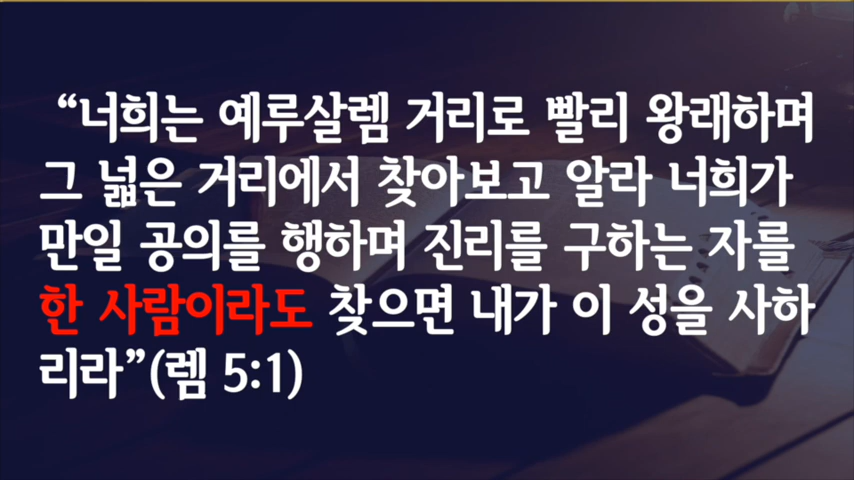 “너희는 예루살렘 거리로 빨리 왕래하며
그 넓은 거리에서 찾아보고 알라 너희가
만일 공의를 행하며 진리를 구하는 자를
한 사람이라도 찾으면 내가 이 성을 사하
리라”(렘 5:1)